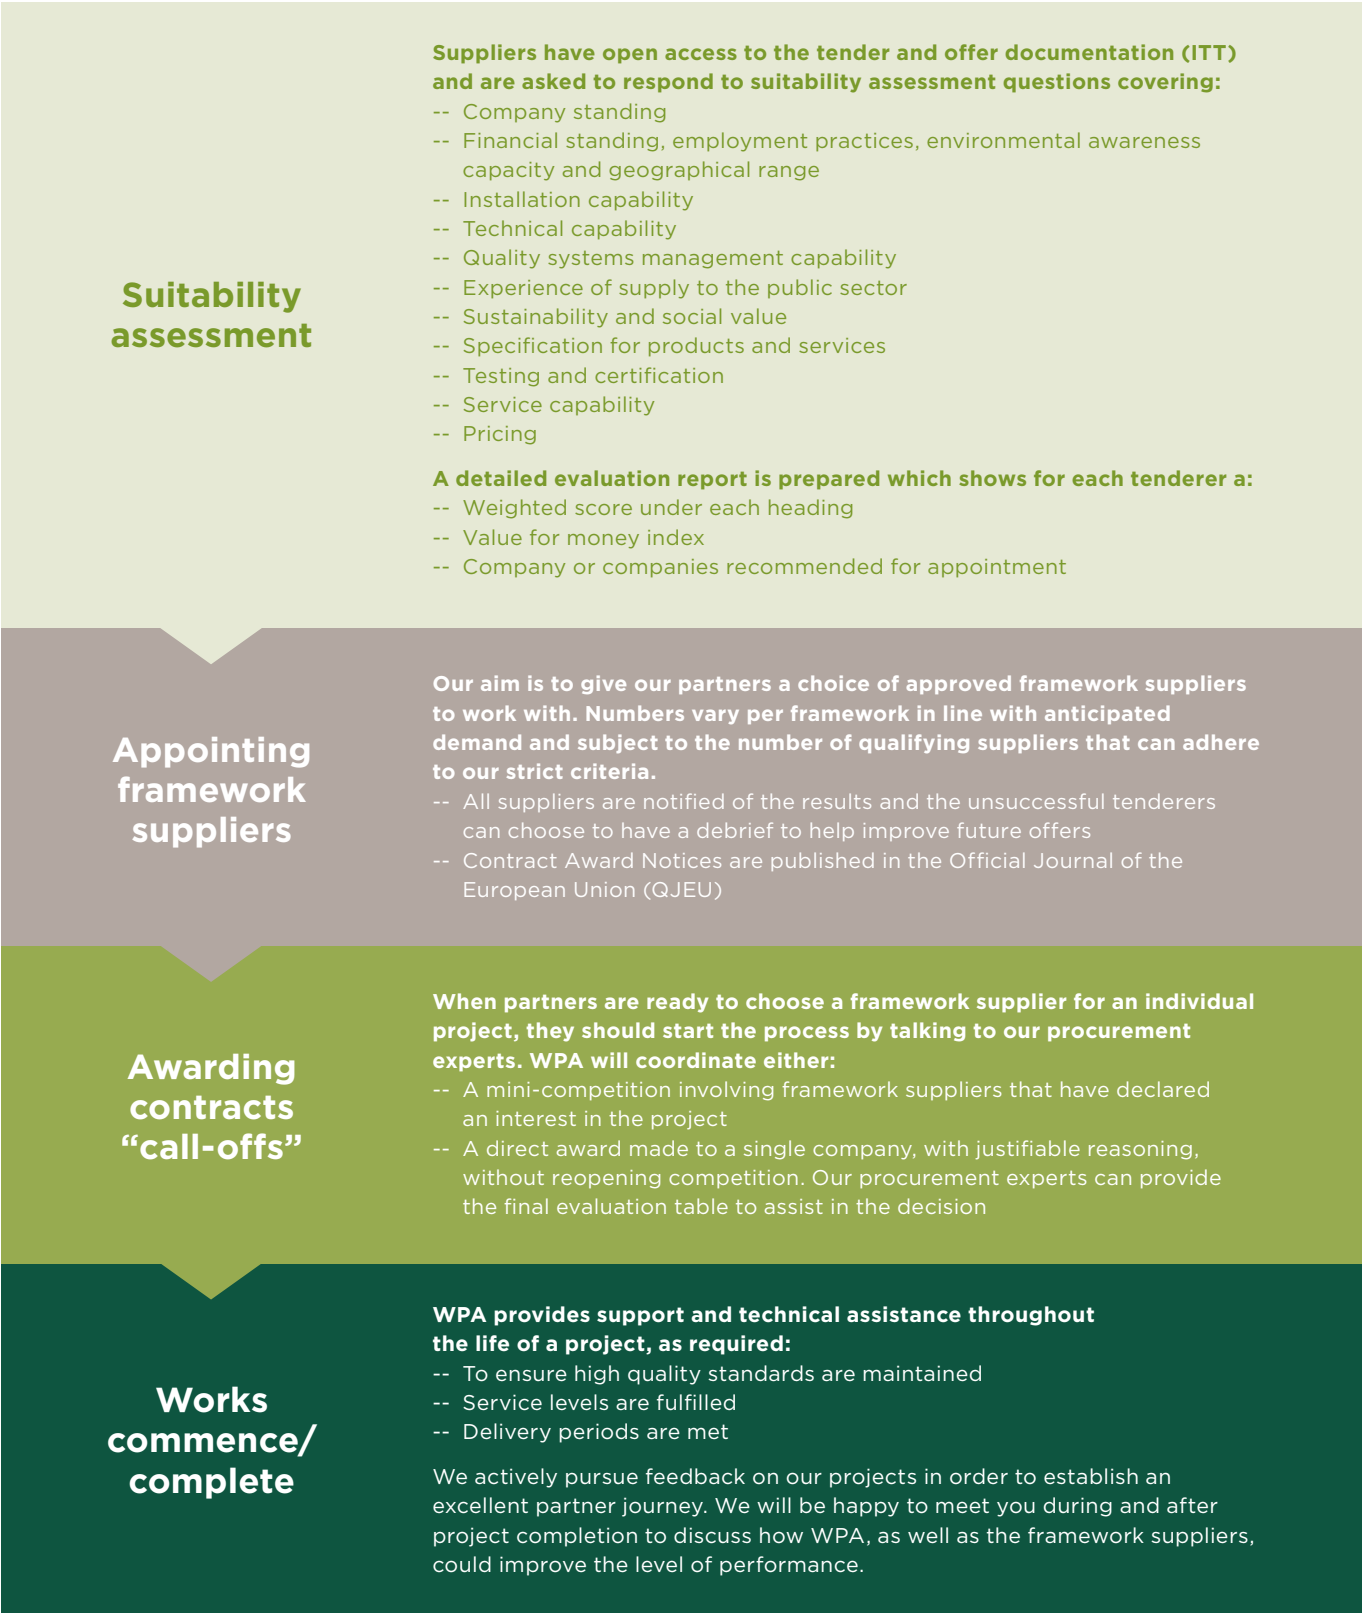 Suitability
assessment
Suppliers have open access to the tender and offer documentation (ITT)
and are asked to respond to suitability assessment questions covering:
-- Company standing
-- Financial standing, employment practices, environmental awareness
capacity and geographical range
-- Installation capability
-- Technical capability
-- Quality systems management capability
-- Experience of supply to the public sector
-- Sustainability and social value
-- Specification for products and services
-- Testing and certification
-- Service capability
-- Pricing
A detailed evaluation report is prepared which shows for each tenderer a:
-- Weighted score under each heading
-- Value for money index
-- Company or companies recommended for appointment
Appointing
framework
suppliers
Our aim is to give our partners a choice of approved framework suppliers
to work with. Numbers vary per framework in line with anticipated
demand and subject to the number of qualifying suppliers that can adhere
to our strict criteria.
-- All suppliers are notified of the results and the unsuccessful tenderers
can choose to have a debrief to help improve future offers
-- Contract Award Notices are published in the Official Journal of the
European Union (QJEU)
Awarding
contracts
“call-offs”
When partners are ready to choose a framework supplier for an individual
project, they should start the process by talking to our procurement
experts. WPA will coordinate either:
-- A mini-competition involving framework suppliers that have declared
an interest in the project
-- A direct award made to a single company, with justifiable reasoning,
without reopening competition. Our procurement experts can provide
the final evaluation table to assist in the decision
Works
commence/
complete
WPA provides support and technical assistance throughout
the life of a project, as required:
-- To ensure high quality standards are maintained
-- Service levels are fulfilled
-- Delivery periods are met
We actively pursue feedback on our projects in order to establish an
excellent partner journey. We will be happy to meet you during and after
project completion to discuss how WPA, as well as the framework suppliers,
could improve the level of performance.